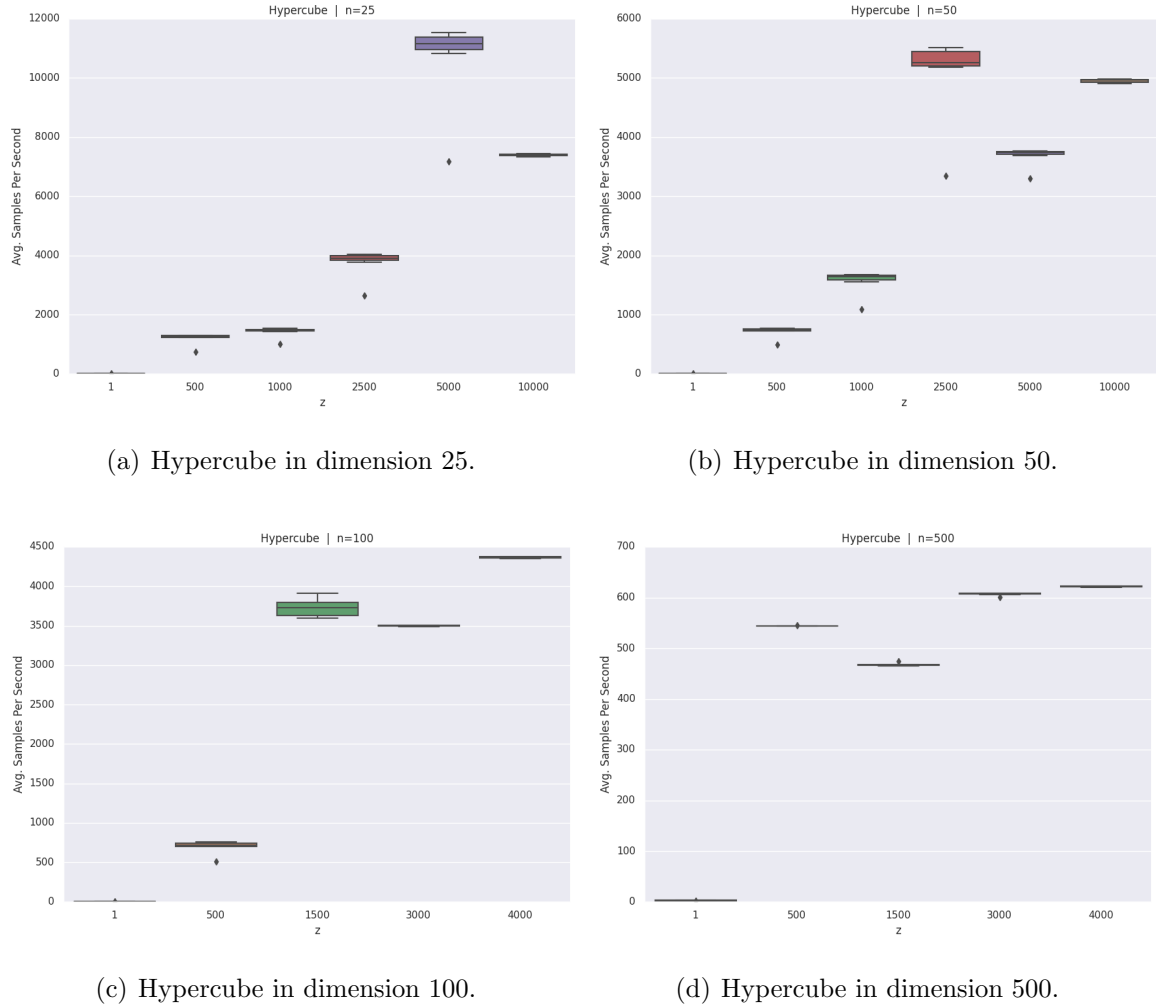 Hypercube | n=25
12000
10000
8000
6000
4000
2000
0
Avg. Samples Per Second
1 500 1000 2500 5000 10000
z
(a) Hypercube in dimension 25.
Hypercube | n=50
6000
5000
4000
3000
2000
1000
0
Avg. Samples Per Second
1 500 1000 2500 5000 10000
z
(b) Hypercube in dimension 50.
Hypercube | n=100
4500
4000
3500
3000
2500
2000
1500
1000
500
0
Avg. Samples Per Second
1 500 1500 3000 4000
z
(c) Hypercube in dimension 100.
Hypercube | n=500
700
600
500
400
300
200
100
0
Avg. Samples Per Second
1 500 1500 3000 4000
z
(d) Hypercube in dimension 500.